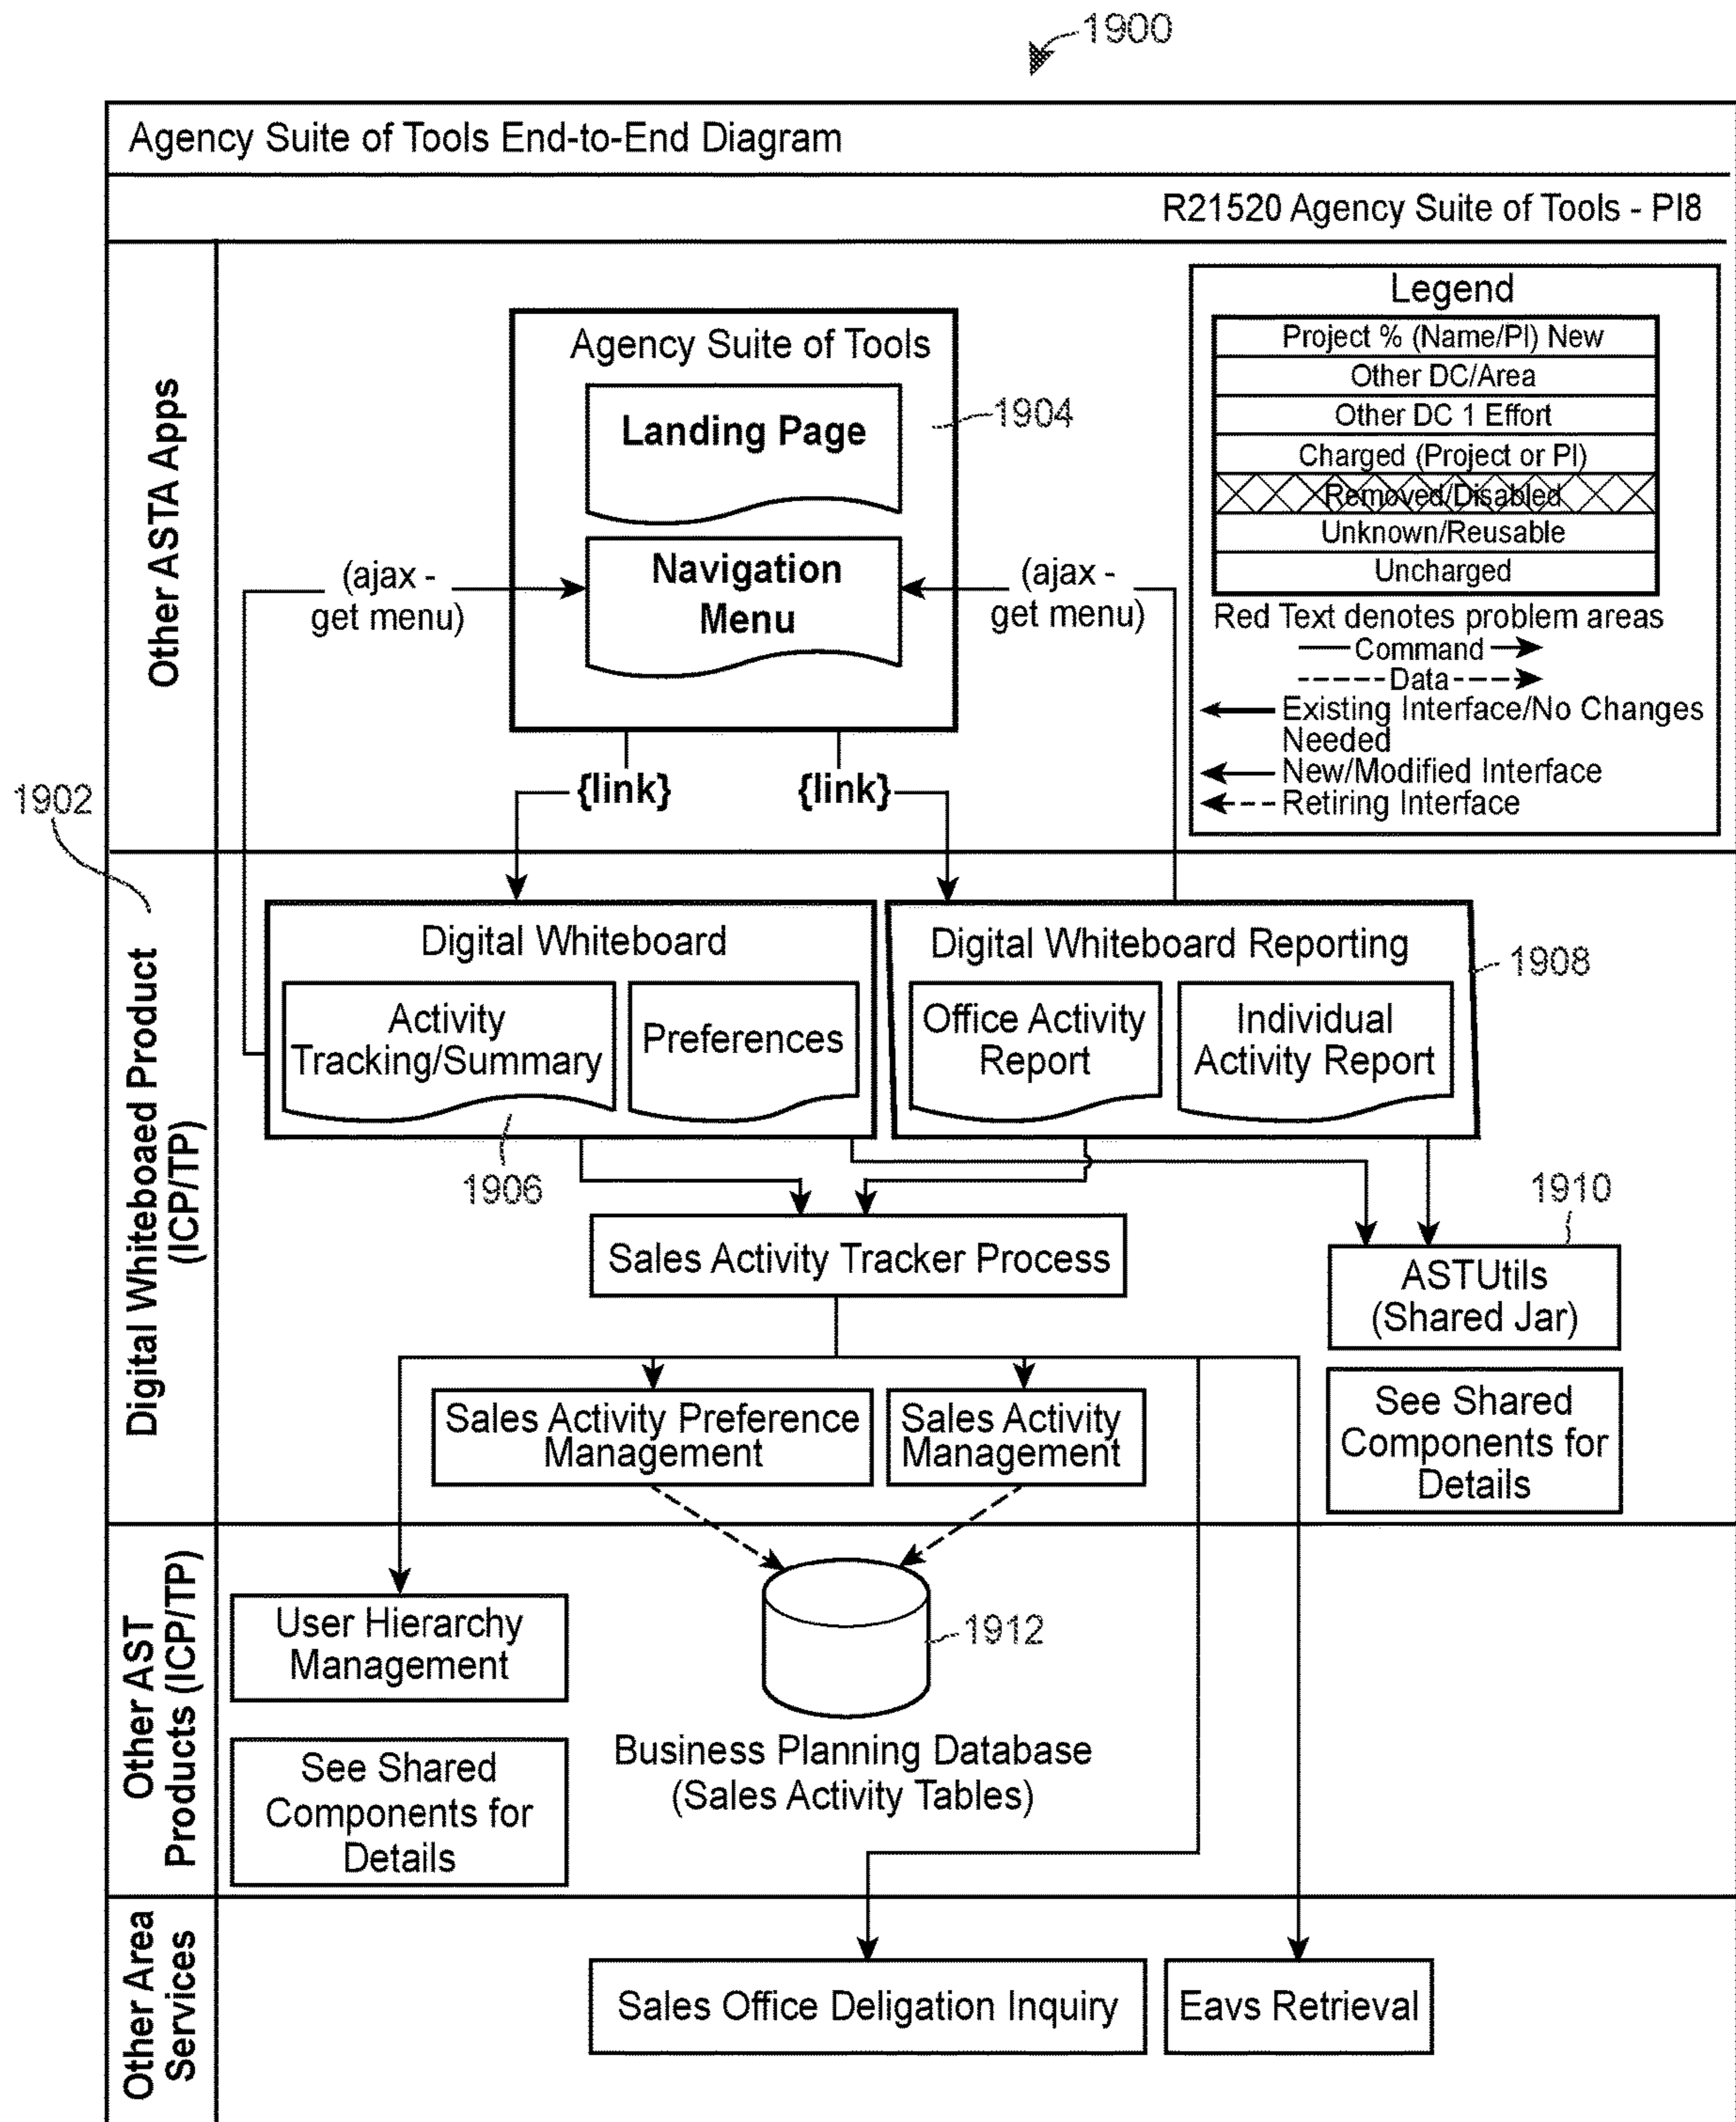 1900
Agency Suite of Tools End-to-End Diagram
R21520 Agency Suite of Tools - PI8
Other ASTA Apps
Agency Suite of Tools
Landing Page
1904
Navigation
Menu
(ajax -
get menu)
(ajax -
get menu)
{link}
{link}
Legend
Project % (Name/PI) New
Other DC/Area
Other DC 1 Effort
Charged (Project or PI)
Removed/Disabled
Unknown/Reusable
Uncharged
Red Text denotes problem areas
Command
Data
Existing Interface/No Changes
Needed
New/Modified Interface
Retiring Interface
1902
Digital Whiteboaed Product
(ICP/TP)
Digital Whiteboard
Activity
Tracking/Summary
Preferences
1906
Digital Whiteboard Reporting
Office Activity
Report
Individual
Activity Report
1908
Sales Activity Tracker Process
1910
ASTUtils
(Shared Jar)
See Shared
Components for
Details
Sales Activity Preference
Management
Sales Activity
Management
Other AST
Products (ICP/TP)
User Hierarchy
Management
See Shared
Components for
Details
1912
Business Planning Database
(Sales Activity Tables)
Other Area
Services
Sales Office Deligation Inquiry
Eavs Retrieval